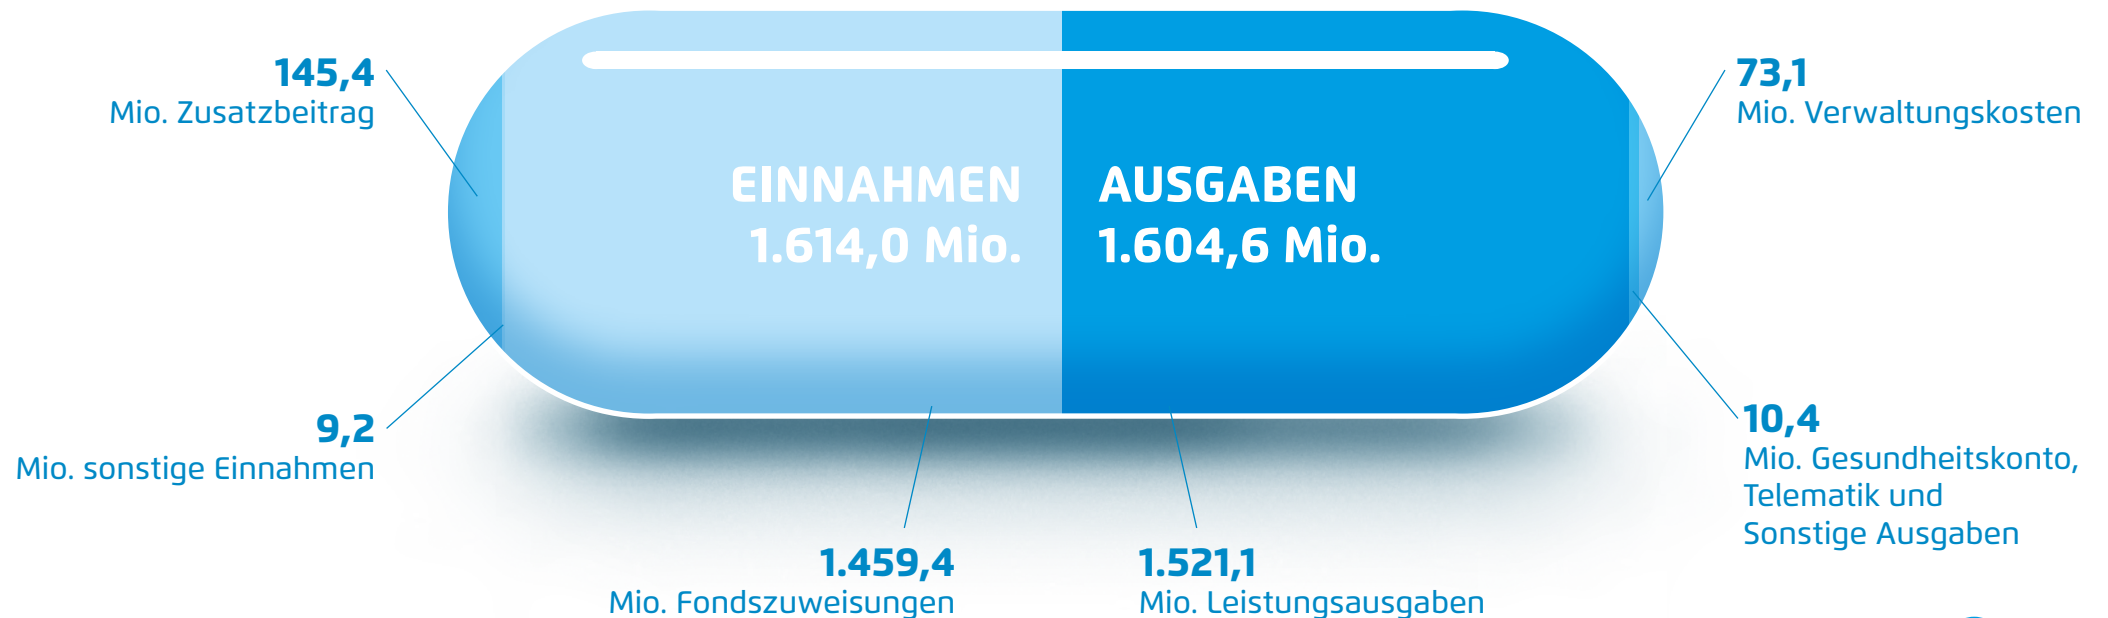 145,4
Mio. Zusatzbeitrag
9,2
Mio. sonstige Einnahmen
EINNAHMEN
1.614,0 Mio.
1.459,4
Mio. Fondszuweisungen
AUSGABEN
1.604,6 Mio.
1.521,1
Mio. Leistungsausgaben
73,1
Mio. Verwaltungskosten
10,4
Mio. Gesundheitskonto,
Telematik und
Sonstige Ausgaben